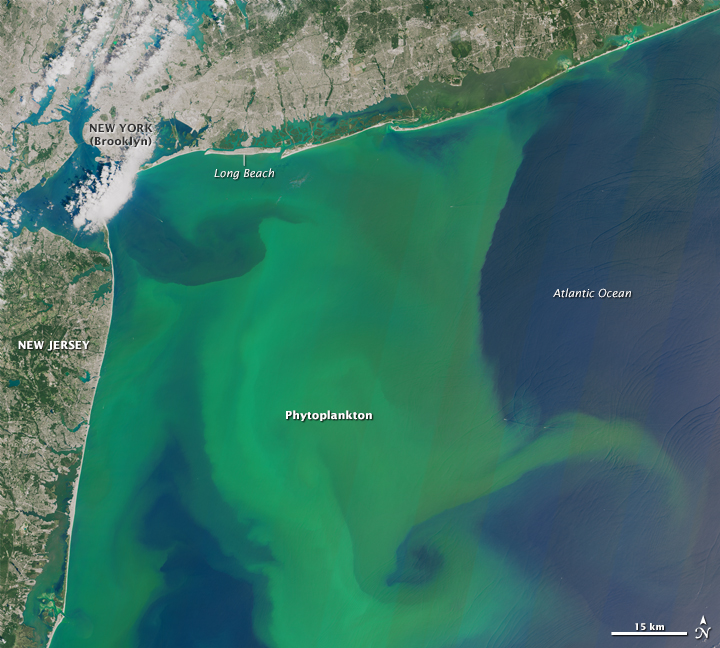 NEW YORK
(Brooklyn)
Long Beach
Atlantic Ocean
NEW JERSEY
Phytoplankton
15 km
N